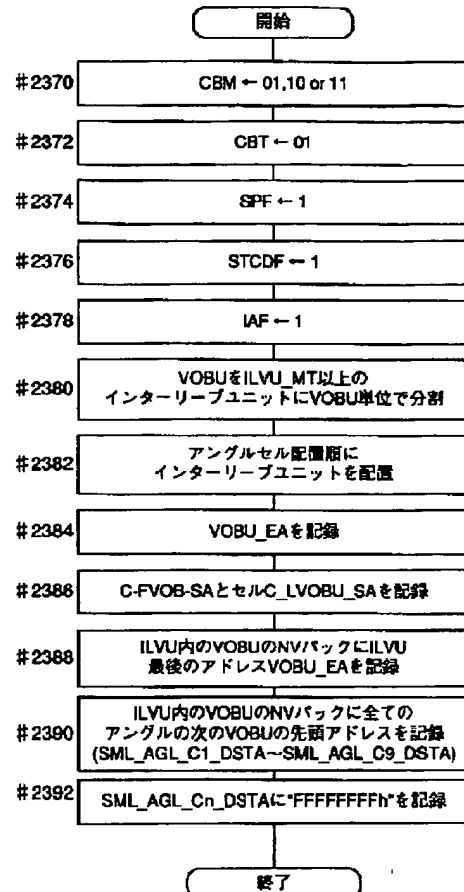 開始
#2370
CBM ← 01,10 or 11
#2372
CBT ← 01
#2374
SPF ← 1
#2376
STCDF ← 1
#2378
IAF ← 1
#2380
VOBUをILVU_MT以上の
インターリーブユニットにVOBU単位で分割
#2382
アングルセル配置順に
インターリーブユニットを配置
#2384
VOBU_EAを記録
#2386
C-FVOB-SAとセルC_LVOBU_SAを記録
#2388
ILVU内のVOBUのNVパックにILVU
最後のアドレスVOBU_EAを記録
#2390
ILVU内のVOBUのNVパックに全ての
アングルの次のVOBUの先頭アドレスを記録
(SML_AGL_C1_DSTA～SML_AGL_C9_DSTA)
#2392
SML_AGL_Cn_DSTAに"FFFFFFFFh"を記録
終了